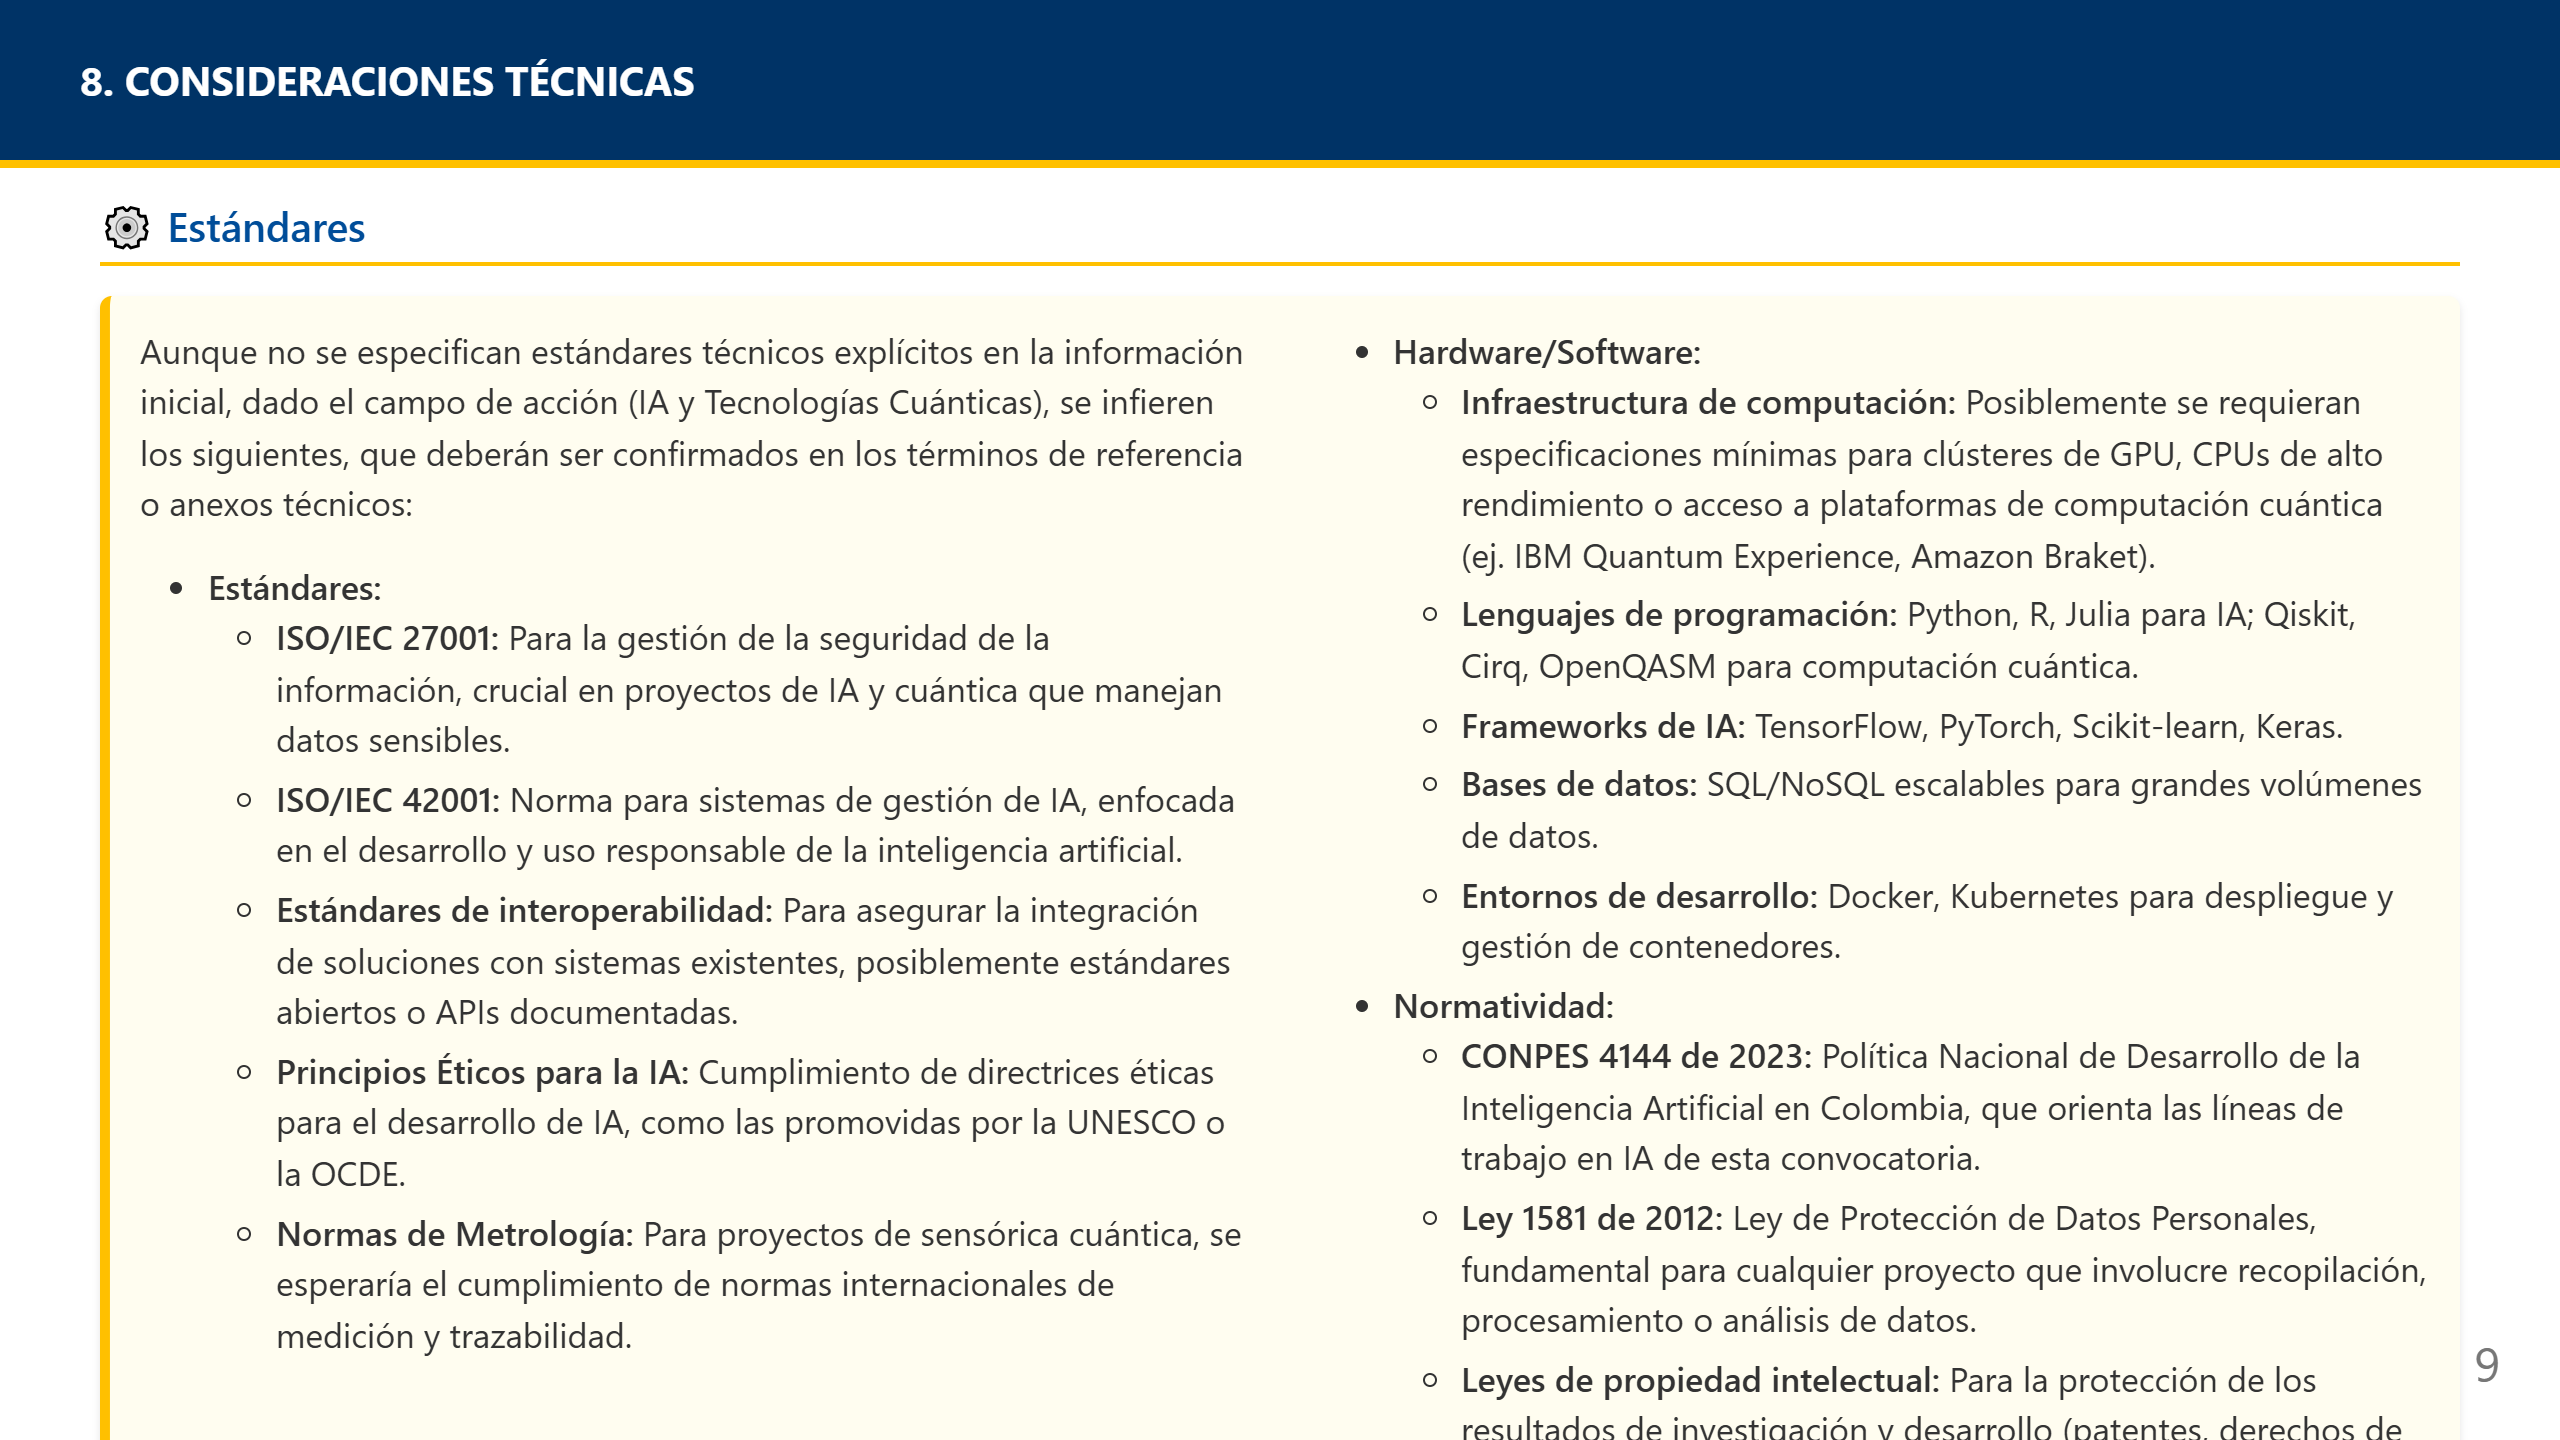 8. CONSIDERACIONES TÉCNICAS
Estándares
Aunque no se especifican estándares técnicos explícitos en la información
inicial, dado el campo de acción (IA y Tecnologías Cuánticas), se infieren
los siguientes, que deberán ser confirmados en los términos de referencia
o anexos técnicos:
• Estándares:
ISO/IEC 27001: Para la gestión de la seguridad de la
información, crucial en proyectos de IA y cuántica que manejan
datos sensibles.
ISO/IEC 42001: Norma para sistemas de gestión de IA, enfocada
en el desarrollo y uso responsable de la inteligencia artificial.
Estándares de interoperabilidad: Para asegurar la integración
de soluciones con sistemas existentes, posiblemente estándares
abiertos o APIs documentadas.
Principios Éticos para la IA: Cumplimiento de directrices éticas
para el desarrollo de IA, como las promovidas por la UNESCO o
la OCDE.
Normas de Metrología: Para proyectos de sensórica cuántica, se
esperaría el cumplimiento de normas internacionales de
medición y trazabilidad.
• Hardware/Software:
Infraestructura de computación: Posiblemente se requieran
especificaciones mínimas para clústeres de GPU, CPUs de alto
rendimiento o acceso a plataformas de computación cuántica
(ej. IBM Quantum Experience, Amazon Braket).
Lenguajes de programación: Python, R, Julia para IA; Qiskit,
Cirq, OpenQASM para computación cuántica.
Frameworks de IA: TensorFlow, PyTorch, Scikit-learn, Keras.
Bases de datos: SQL/NoSQL escalables para grandes volúmenes
de datos.
Entornos de desarrollo: Docker, Kubernetes para despliegue y
gestión de contenedores.
• Normatividad:
CONPES 4144 de 2023: Política Nacional de Desarrollo de la
Inteligencia Artificial en Colombia, que orienta las líneas de
trabajo en IA de esta convocatoria.
Ley 1581 de 2012: Ley de Protección de Datos Personales,
fundamental para cualquier proyecto que involucre recopilación,
procesamiento o análisis de datos.
Leyes de propiedad intelectual: Para la protección de los
resultados de investigación y desarrollo (patentes, derechos de
9